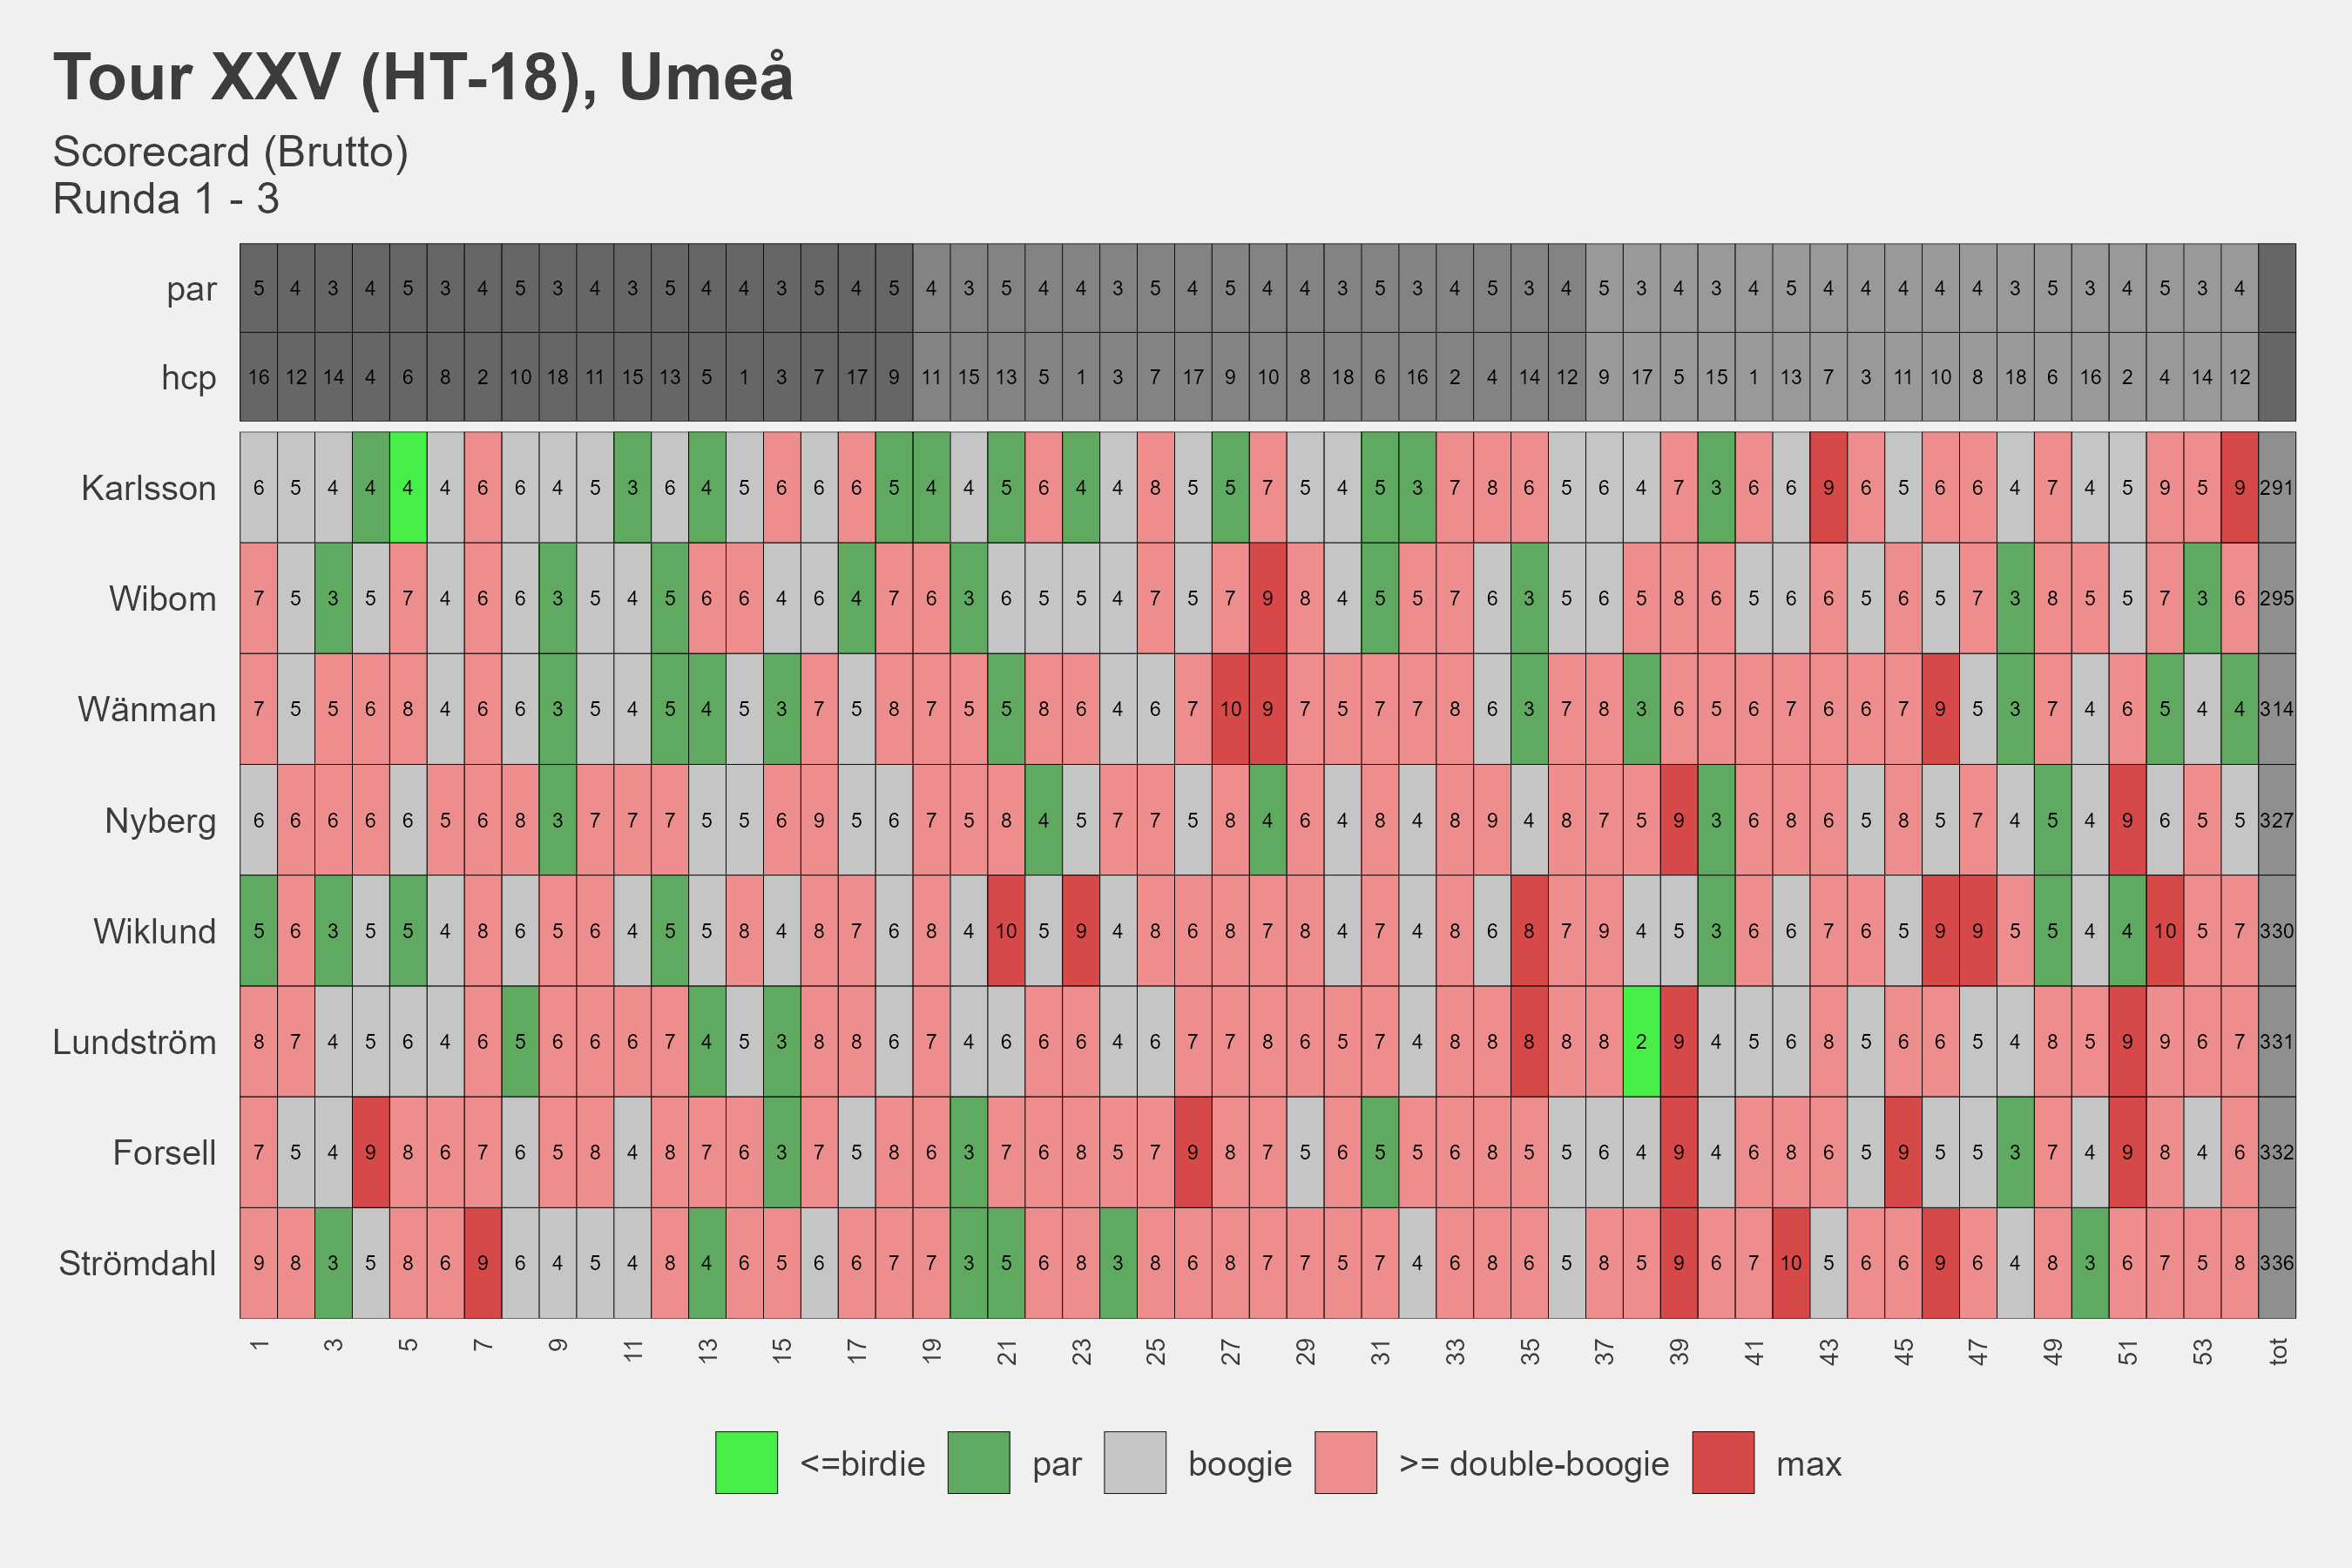 Tour XXV (HT-18), Umeå
Scorecard (Brutto)
Runda 1 - 3
par 5 4 3 4 5 3 4 5 3 4 3 5 4 4 3 5 4 5 4 3 5 4 4 3 5 4 5 4 4 3 5 3 4 5 3 4 5 3 4 3 4 5 4 4 4 4 4 3 5 3 4 5 3 4
hcp 16 12 14 4 6 8 2 10 18 11 15 13 5 1 3 7 17 9 11 15 13 5 1 3 7 17 9 10 8 18 6 16 2 4 14 12 9 17 5 15 1 13 7 3 11 10 8 18 6 16 2 4 14 12
Karlsson 6 5 4 4 4 4 6 6 4 5 3 6 4 5 6 6 6 5 4 4 5 6 4 4 8 5 5 7 5 4 5 3 7 8 6 5 6 4 7 3 6 6 9 6 5 6 6 4 7 4 5 9 5 9 291
Wibom 7 5 3 5 7 4 6 6 3 5 4 5 6 6 4 6 4 7 6 3 6 5 5 4 7 5 7 9 8 4 5 5 7 6 3 5 6 5 8 6 5 6 6 5 6 5 7 3 8 5 5 7 3 6 295
Wänman 7 5 5 6 8 4 6 6 3 5 4 5 4 5 3 7 5 8 7 5 5 8 6 4 6 7 10 9 7 5 7 7 8 6 3 7 8 3 6 5 6 7 6 6 7 9 5 3 7 4 6 5 4 4 314
Nyberg 6 6 6 6 6 5 6 8 3 7 7 7 5 5 6 9 5 6 7 5 8 4 5 7 7 5 8 4 6 4 8 4 8 9 4 8 7 5 9 3 6 8 6 5 8 5 7 4 5 4 9 6 5 5 327
Wiklund 5 6 3 5 5 4 8 6 5 6 4 5 5 8 4 8 7 6 8 4 10 5 9 4 8 6 8 7 8 4 7 4 8 6 8 7 9 4 5 3 6 6 7 6 5 9 9 5 5 4 4 10 5 7 330
Lundström 8 7 4 5 6 4 6 5 6 6 6 7 4 5 3 8 8 6 7 4 6 6 6 4 6 7 7 8 6 5 7 4 8 8 8 8 8 2 9 4 5 6 8 5 6 6 5 4 8 5 9 9 6 7 331
Forsell 7 5 4 9 8 6 7 6 5 8 4 8 7 6 3 7 5 8 6 3 7 6 8 5 7 9 8 7 5 6 5 5 6 8 5 5 6 4 9 4 6 8 6 5 9 5 5 3 7 4 9 8 4 6 332
Strömdahl 9 8 3 5 8 6 9 6 4 5 4 8 4 6 5 6 6 7 7 3 5 6 8 3 8 6 8 7 7 5 7 4 6 8 6 5 8 5 9 6 7 10 5 6 6 9 6 4 8 3 6 7 5 8 336
1 3 5 7 9 11 13 15 17 19 21 23 25 27 29 31 33 35 37 39 41 43 45 47 49 51 53 tot
<=birdie par boogie >= double-boogie max